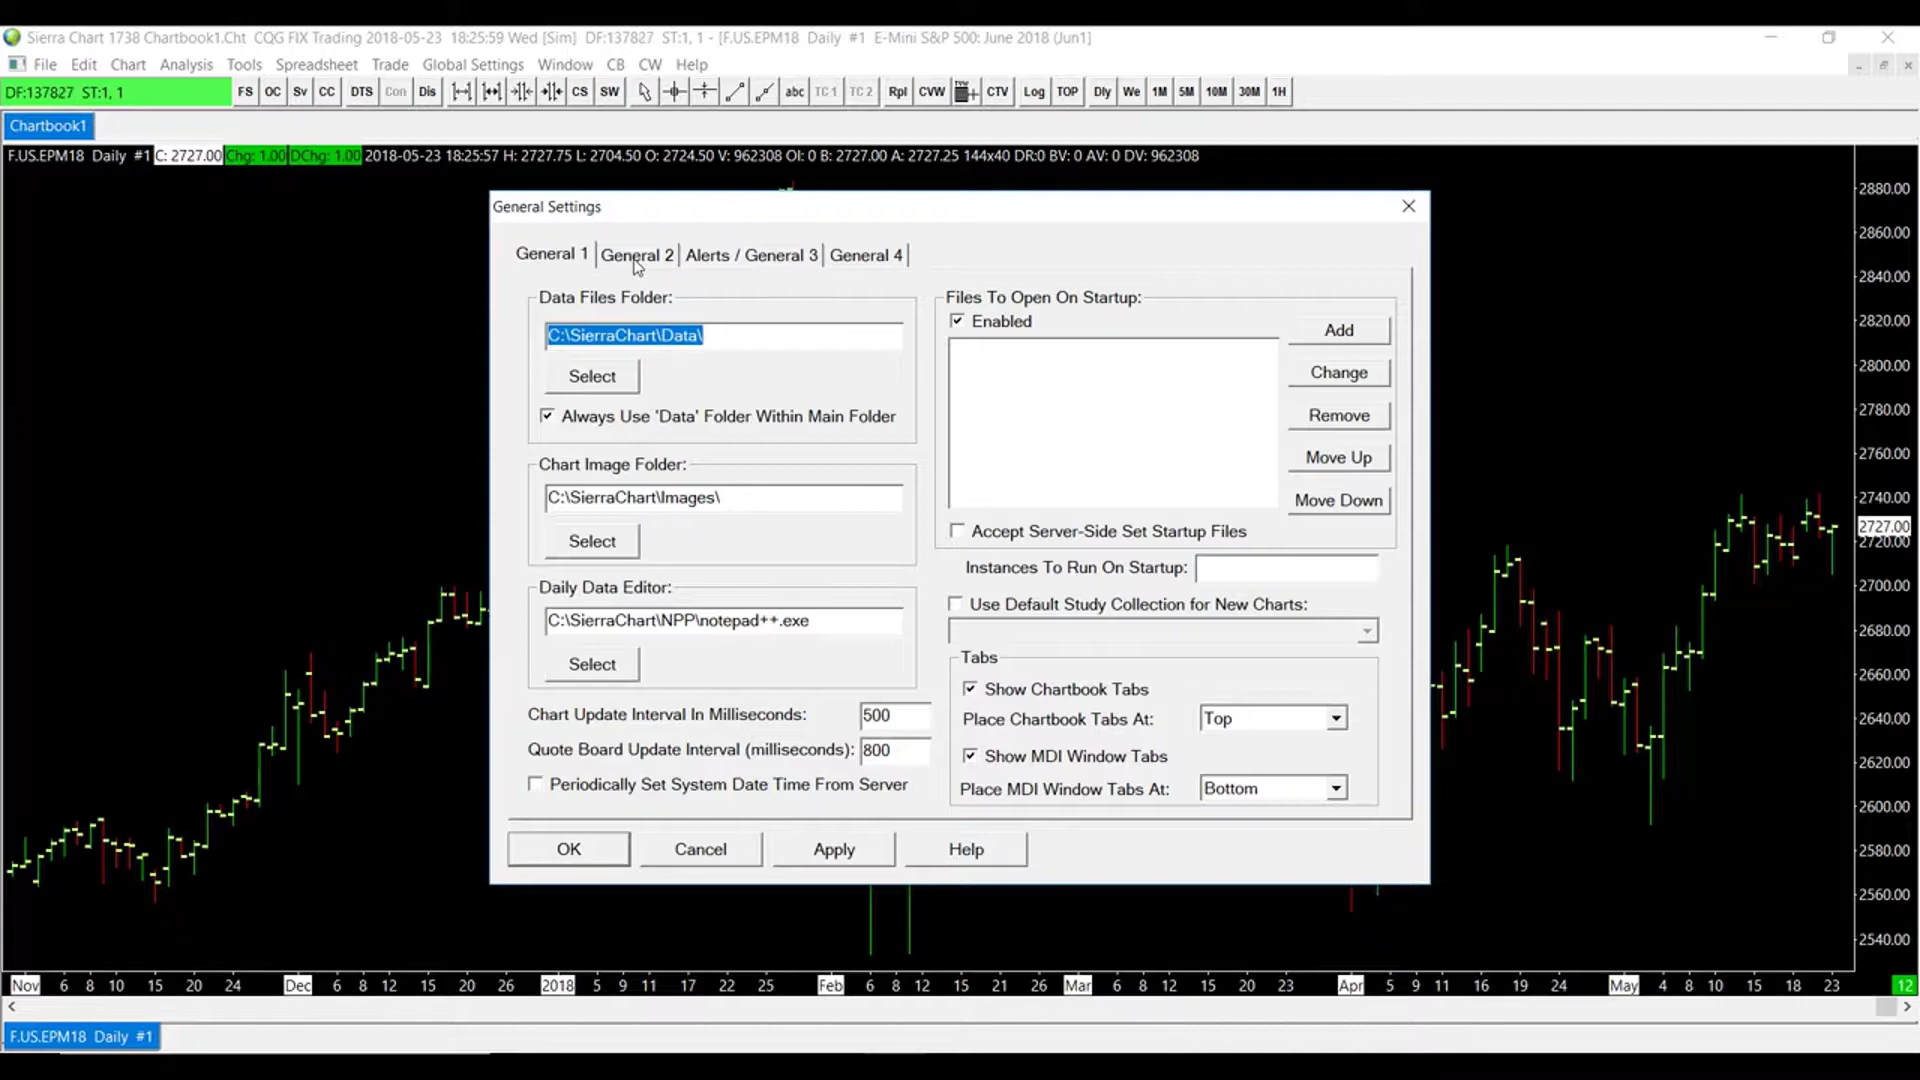 Sierra Chart 1738 Chartbook1.Cht CQG FIX Trading 2018-05-23 18:25:59 Wed [Sim] DF:137827 ST:1, 1 - [F.US.EPM18 Daily #1 E-Mini S&P 500: June 2018 (Jun1]
File Edit Chart Analysis Tools Spreadsheet Trade Global Settings Window CB CW Help
DF:137827 ST:1, 1 FS OC Sv CC DTS Con Dis CS SW abc TC 1 TC 2 Rpl CVW CTV Log TOP Dly We 1M 5M 10M 30M 1H
Chartbook1
F.US.EPM18 Daily #1 C: 2727.00 Chg: 1.00 DChg: 1.00 2018-05-23 18:25:57 H: 2727.75 L: 2704.50 O: 2724.50 V: 962308 OI: 0 B: 2727.00 A: 2727.25 144x40 DR:0 BV: 0 AV: 0 DV: 962308
General Settings
General 1 General 2 Alerts / General 3 General 4
Data Files Folder:
C:\SierraChart\Data\
Select
Always Use 'Data' Folder Within Main Folder
Chart Image Folder:
C:\SierraChart\Images\
Select
Daily Data Editor:
C:\SierraChart\NPP\notepad++.exe
Select
Chart Update Interval In Milliseconds: 500
Quote Board Update Interval (milliseconds): 800
Periodically Set System Date Time From Server
Files To Open On Startup:
Enabled
Add
Change
Remove
Move Up
Move Down
Accept Server-Side Set Startup Files
Instances To Run On Startup:
Use Default Study Collection for New Charts:
Tabs
Show Chartbook Tabs
Place Chartbook Tabs At: Top
Show MDI Window Tabs
Place MDI Window Tabs At: Bottom
OK Cancel Apply Help
2880.00
2860.00
2840.00
2820.00
2800.00
2780.00
2760.00
2740.00
2727.00
2720.00
2700.00
2680.00
2660.00
2640.00
2620.00
2600.00
2580.00
2560.00
2540.00
Nov 6 8 10 15 20 24 Dec 6 8 12 15 20 26 2018 5 9 11 17 22 25 Feb 6 8 12 15 21 26 Mar 6 8 12 15 20 23 Apr 5 9 11 16 19 24 May 4 8 10 15 18 23 12
F.US.EPM18 Daily #1